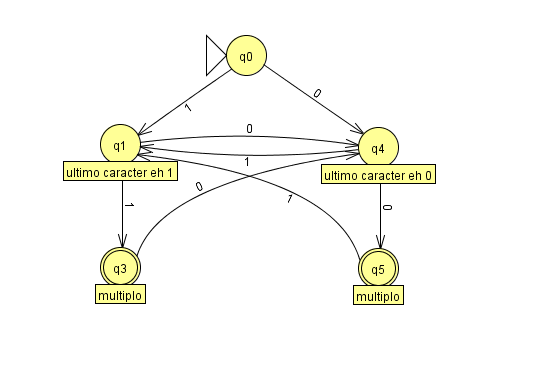 q0
1
0
q1
0
q4
1
ultimo caracter eh 1
ultimo caracter eh 0
1
0
1
0
q3
q5
multiplo
multiplo